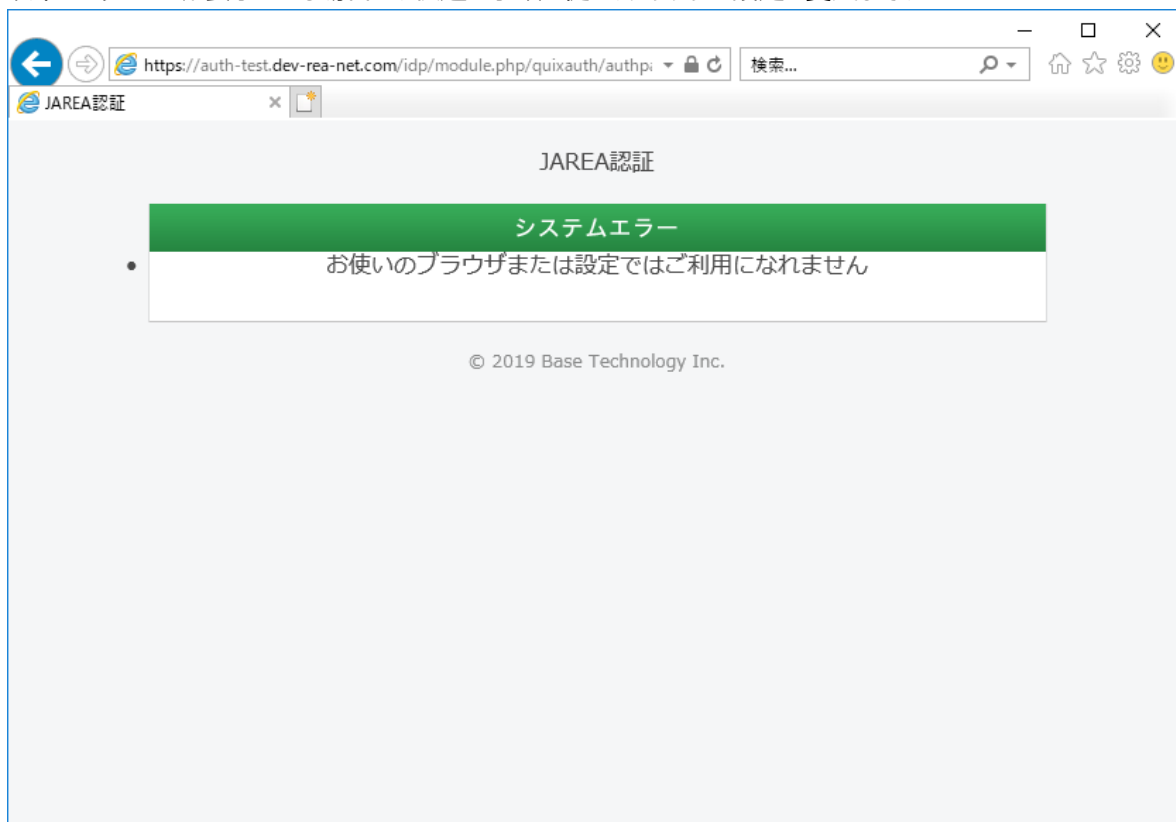 https://auth-test.dev-rea-net.com/idp/module.php/quixauth/authpa
検索...
JAREA認証
JAREA認証
システムエラー
• お使いのブラウザまたは設定ではご利用になれません
© 2019 Base Technology Inc.